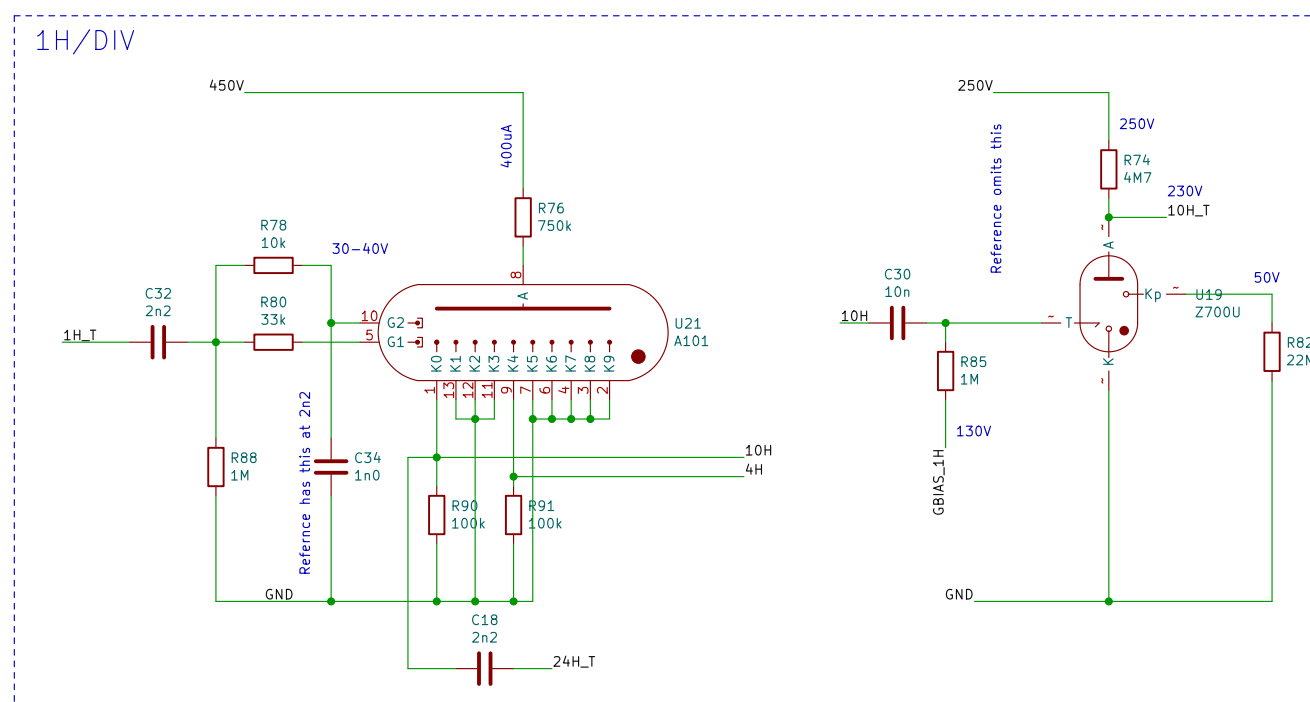 1H/DIV
450V
400uA
R76
750k
R78
10k
30-40V
C32
2n2
R80
33k
1H_T
8
A
10
G2
5
G1
U21
A101
K0
K1
K2
K3
K4
K5
K6
K7
K8
K9
1
13
12
11
9
7
6
4
3
2
R88
1M
Refernce has this at 2n2
C34
1n0
10H
4H
R90
100k
R91
100k
GND
C18
2n2
24H_T
250V
Reference omits this
250V
R74
4M7
230V
10H_T
~
A
C30
10n
10H
Kp
~
U19
Z700U
50V
~
T
K
~
R82
R85
1M
130V
GBIAS_1H
GND